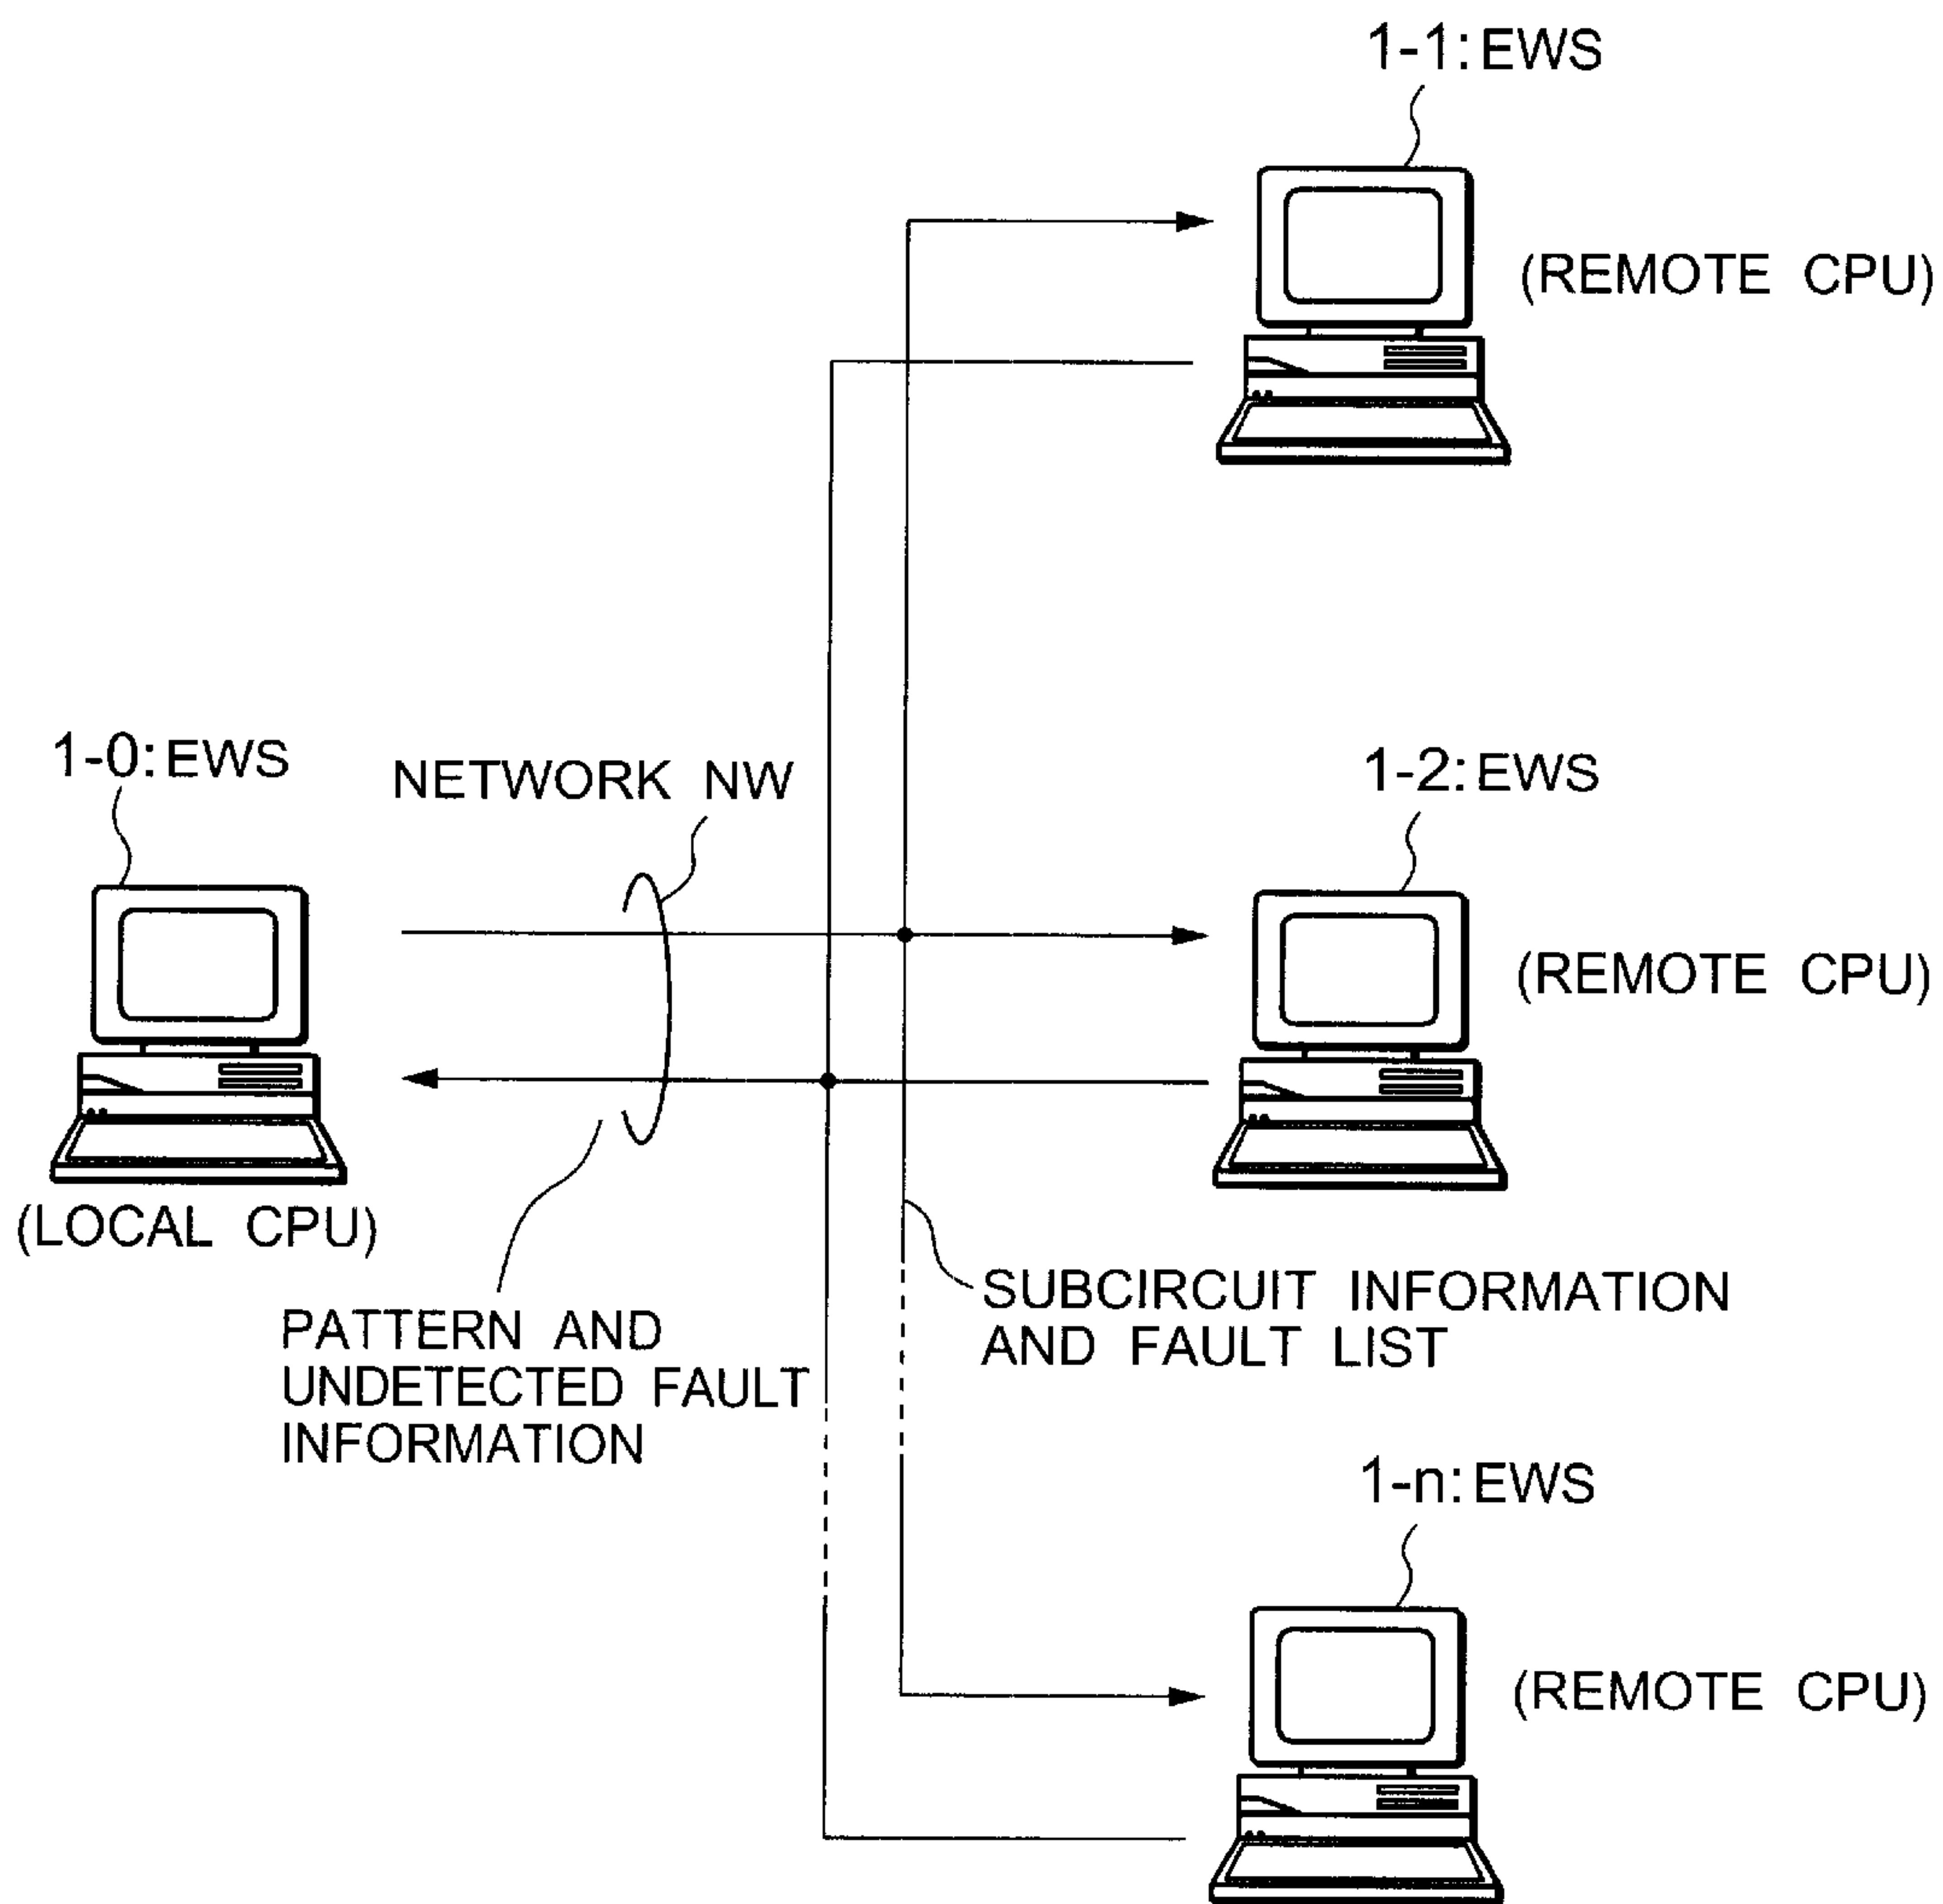 1-1:EWS
(REMOTE CPU)
1-0:EWS
NETWORK NW
1-2:EWS
(REMOTE CPU)
(LOCAL CPU)
SUBCIRCUIT INFORMATION
AND FAULT LIST
PATTERN AND
UNDETECTED FAULT
INFORMATION
1-n:EWS
(REMOTE CPU)